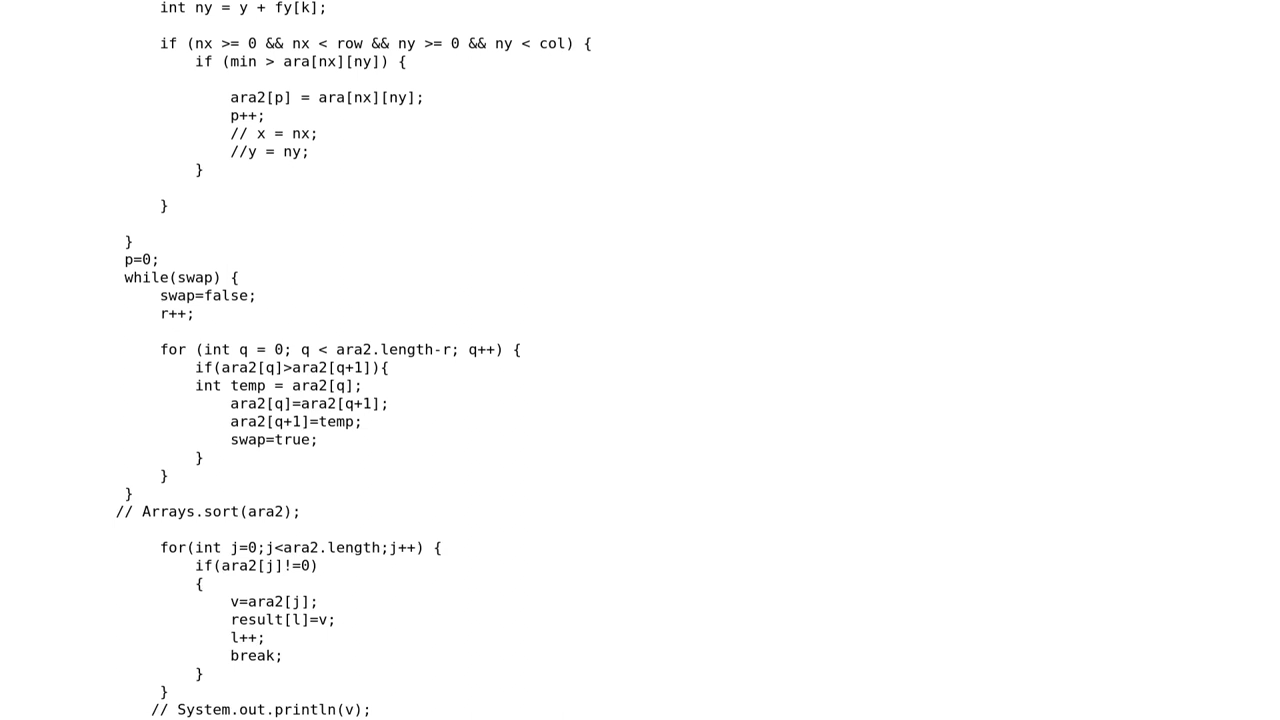 int ny = y + fy[k];
if (nx >= 0 && nx < row && ny >= 0 && ny < col) {
if (min > ara[nx][ny]) {
ara2[p] = ara[nx][ny];
p++;
// x = nx;
//y = ny;
}
}
}
p=0;
while(swap) {
swap=false;
r++;
for (int q = 0; q < ara2.length-r; q++) {
if(ara2[q]>ara2[q+1]){
int temp = ara2[q];
ara2[q]=ara2[q+1];
ara2[q+1]=temp;
swap=true;
}
}
}
// Arrays.sort(ara2);
for(int j=0;j<ara2.length;j++) {
if(ara2[j]!=0)
{
v=ara2[j];
result[l]=v;
l++;
break;
}
}
// System.out.println(v);